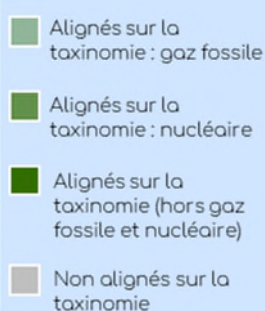 Alignés sur la
taxinomie : gaz fossile
Alignés sur la
taxinomie : nucléaire
Alignés sur la
taxinomie (hors gaz
fossile et nucléaire)
Non alignés sur la
taxinomie